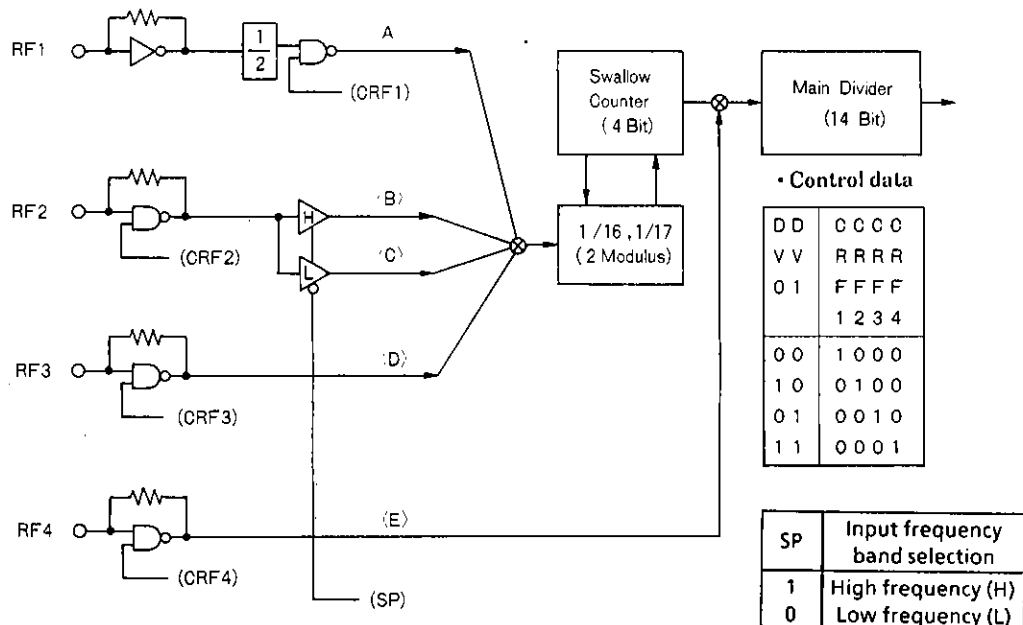 RF1
1
2
A
(CRF1)
RF2
(CRF2)
H
L
(B)
(C)
RF3
(CRF3)
(D)
RF4
(CRF4)
(E)
(SP)
Swallow
Counter
(4 Bit)
1/16, 1/17
(2 Modulus)
Main Divider
(14 Bit)
• Control data
D D C C C C
V V R R R R
0 1 F F F F
1 2 3 4
0 0 1 0 0 0
1 0 0 1 0 0
0 1 0 0 1 0
1 1 0 0 0 1
SP Input frequency
band selection
1 High frequency (H)
0 Low frequency (L)